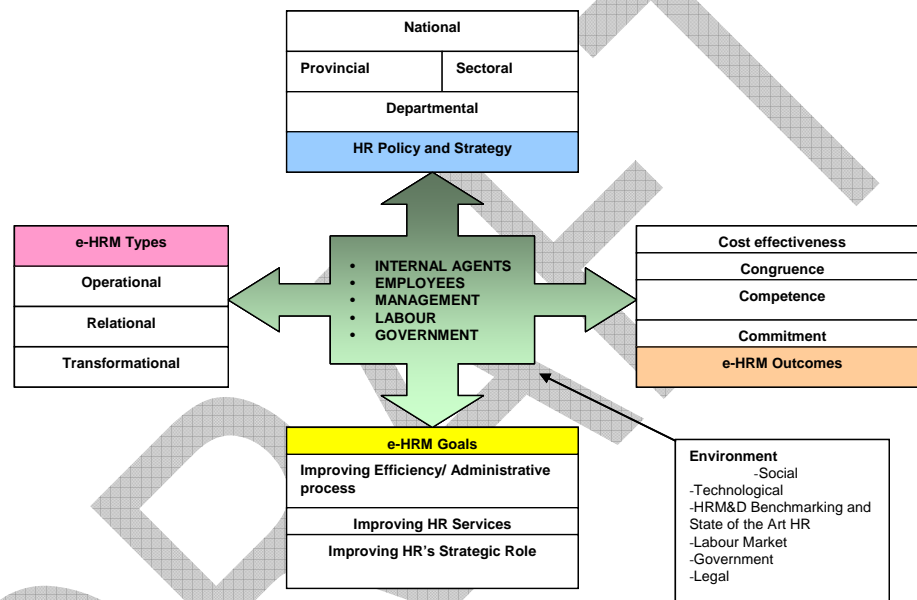 National
Provincial
Sectoral
Departmental
HR Policy and Strategy
e-HRM Types
Operational
Relational
Transformational
• INTERNAL AGENTS
• EMPLOYEES
• MANAGEMENT
• LABOUR
• GOVERNMENT
Cost effectiveness
Congruence
Competence
Commitment
e-HRM Outcomes
e-HRM Goals
Improving Efficiency/ Administrative
process
Improving HR Services
Improving HR's Strategic Role
Environment
-Social
-Technological
-HRM&D Benchmarking and
State of the Art HR
-Labour Market
-Government
-Legal